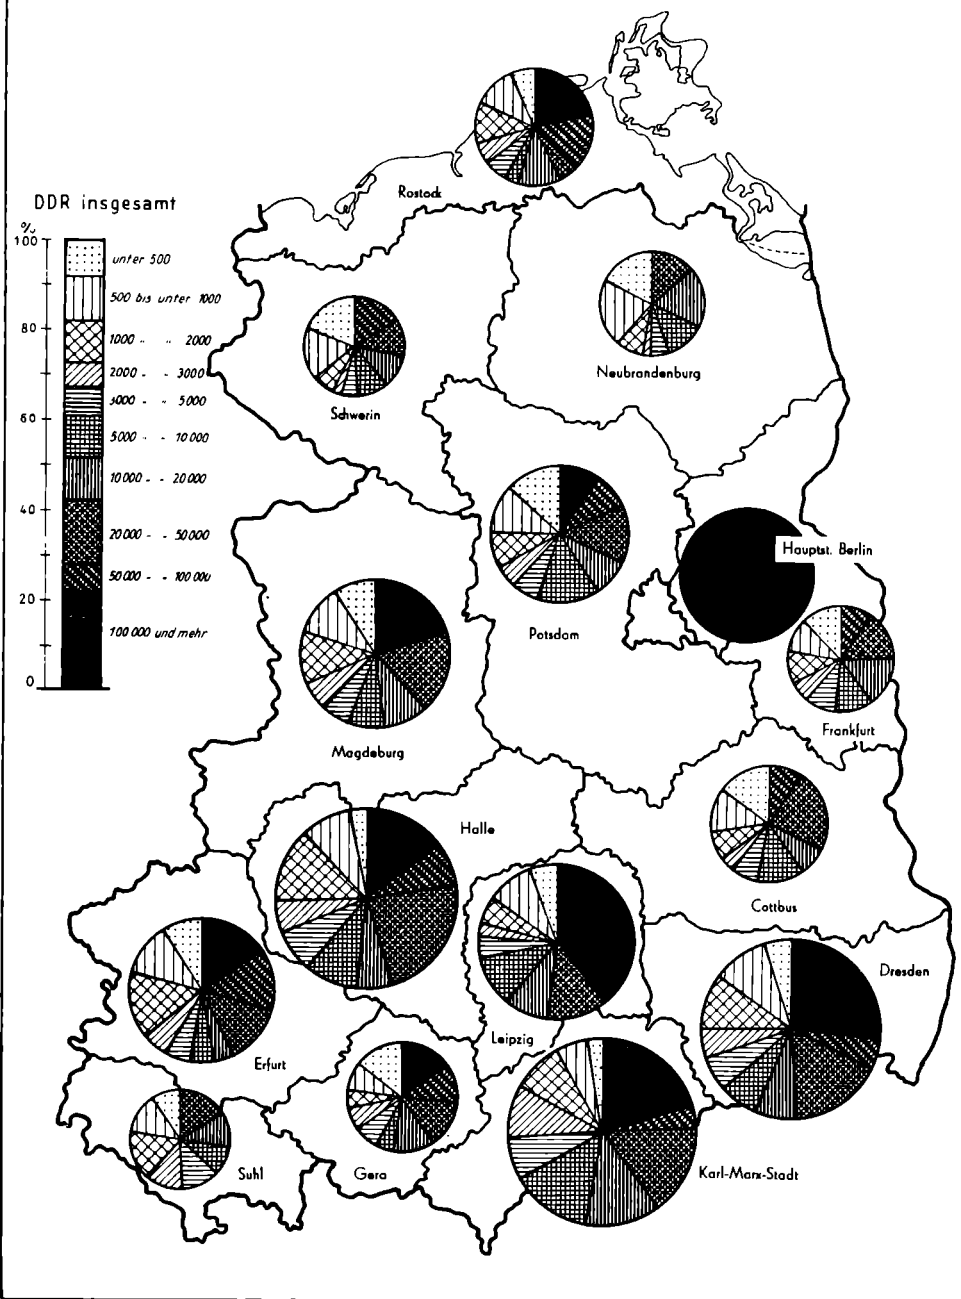 DDR insgesamt
%
100
80
60
40
20
0
unter 500
500 bis unter 1000
1000 " " 2000
2000 - " 3000
3000 - " 5000
5000 " - 10 000
10 000 - - 20 000
20 000 - - 50 000
50 000 - - 100 000
100 000 und mehr
Rostock
Neubrandenburg
Schwerin
Hauptst. Berlin
Potsdam
Frankfurt
Magdeburg
Halle
Cottbus
Dresden
Leipzig
Erfurt
Suhl
Gera
Karl-Marx-Stadt